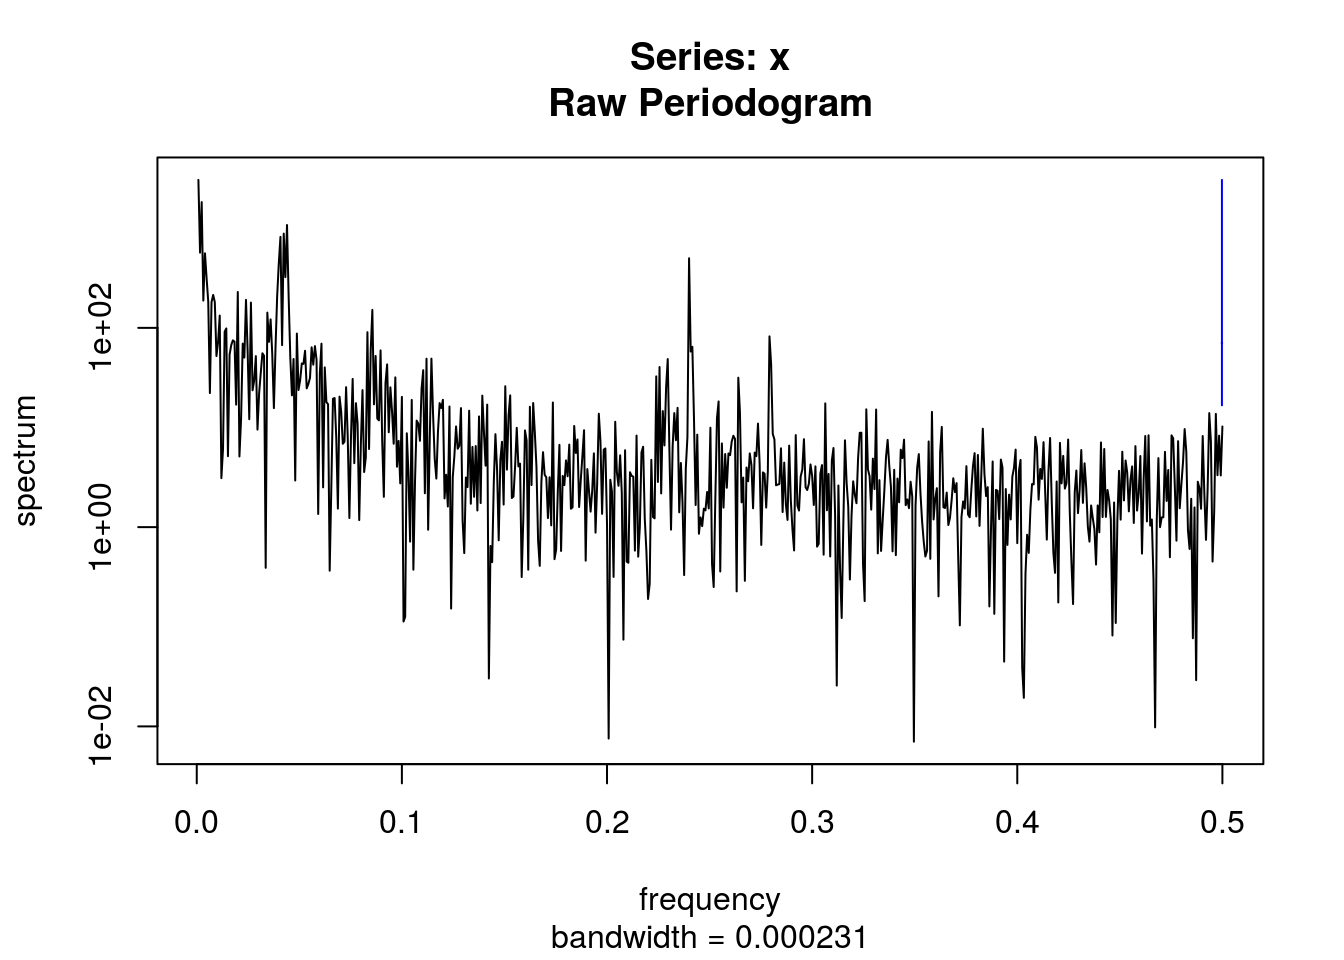 Series: x
Raw Periodogram
spectrum
1e+02
1e+00
1e-02
0.0 0.1 0.2 0.3 0.4 0.5
frequency
bandwidth = 0.000231